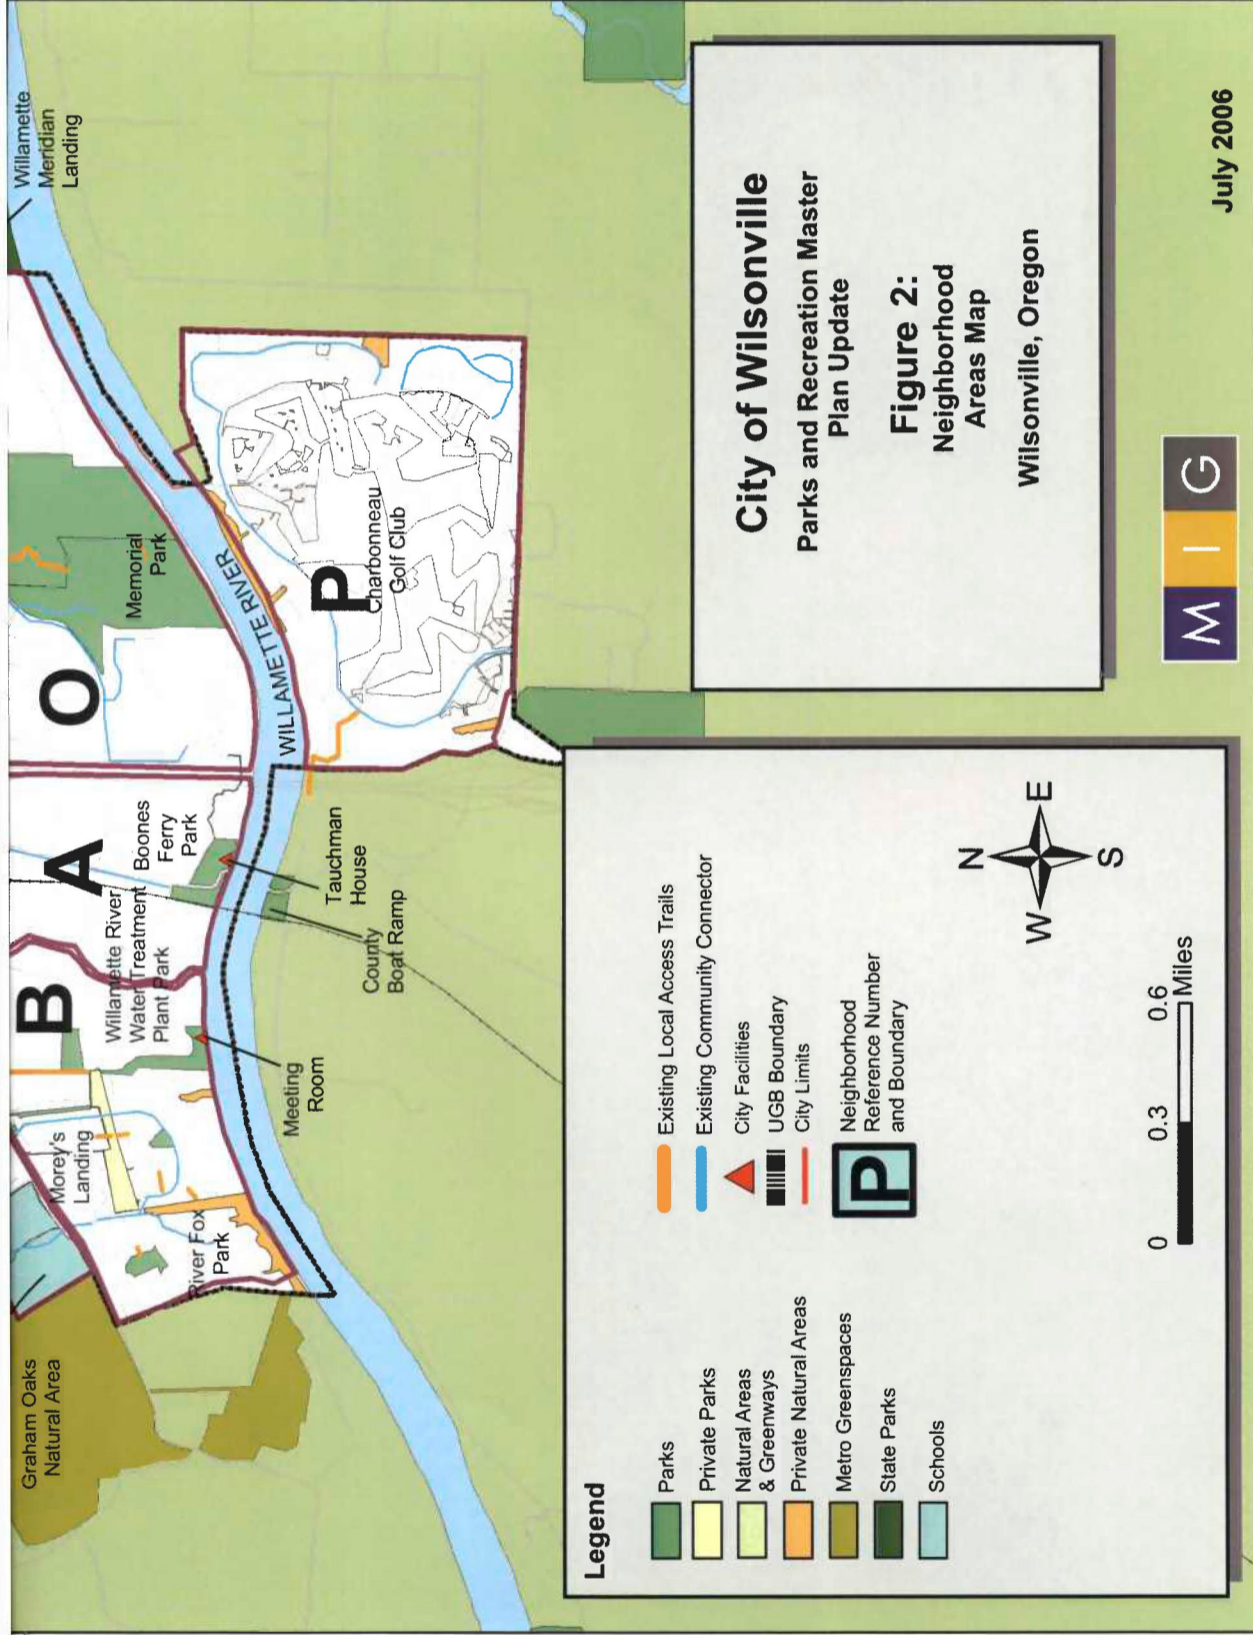 Willamette
Meridian
Landing
O
Memorial
Park
WILLAMETTE RIVER
P
Charbonneau
Golf Club
A
Boones
Ferry
Park
Tauchman
House
County
Boat Ramp
B
Willamette River
Water Treatment
Plant Park
Meeting
Room
Morey's
Landing
River Fox
Park
Graham Oaks
Natural Area
Legend
Parks
Private Parks
Natural Areas
& Greenways
Private Natural Areas
Metro Greenspaces
State Parks
Schools
Existing Local Access Trails
Existing Community Connector
City Facilities
UGB Boundary
City Limits
P
Neighborhood
Reference Number
and Boundary
N
W
E
S
0
0.3
0.6
Miles
City of Wilsonville
Parks and Recreation Master
Plan Update
Figure 2:
Neighborhood
Areas Map
Wilsonville, Oregon
M I G
July 2006